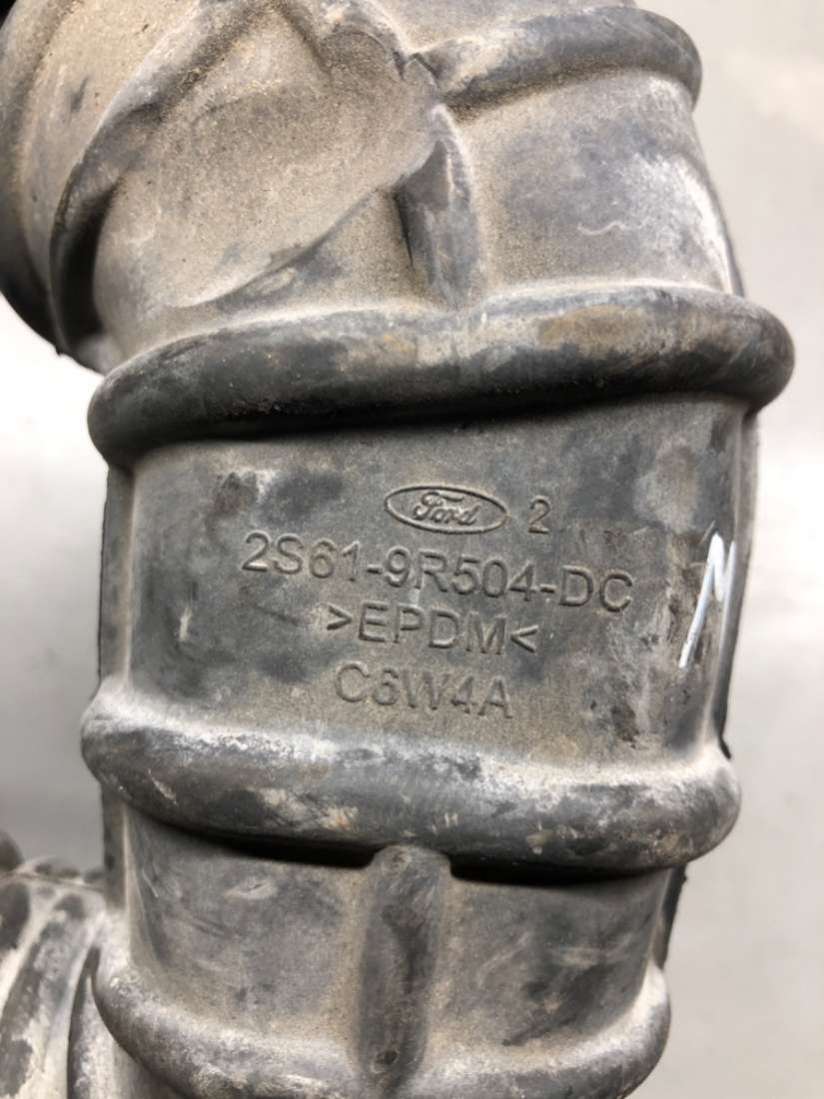 Ford 2
2S61-9R504-DC
>EPDM<
C6W4A